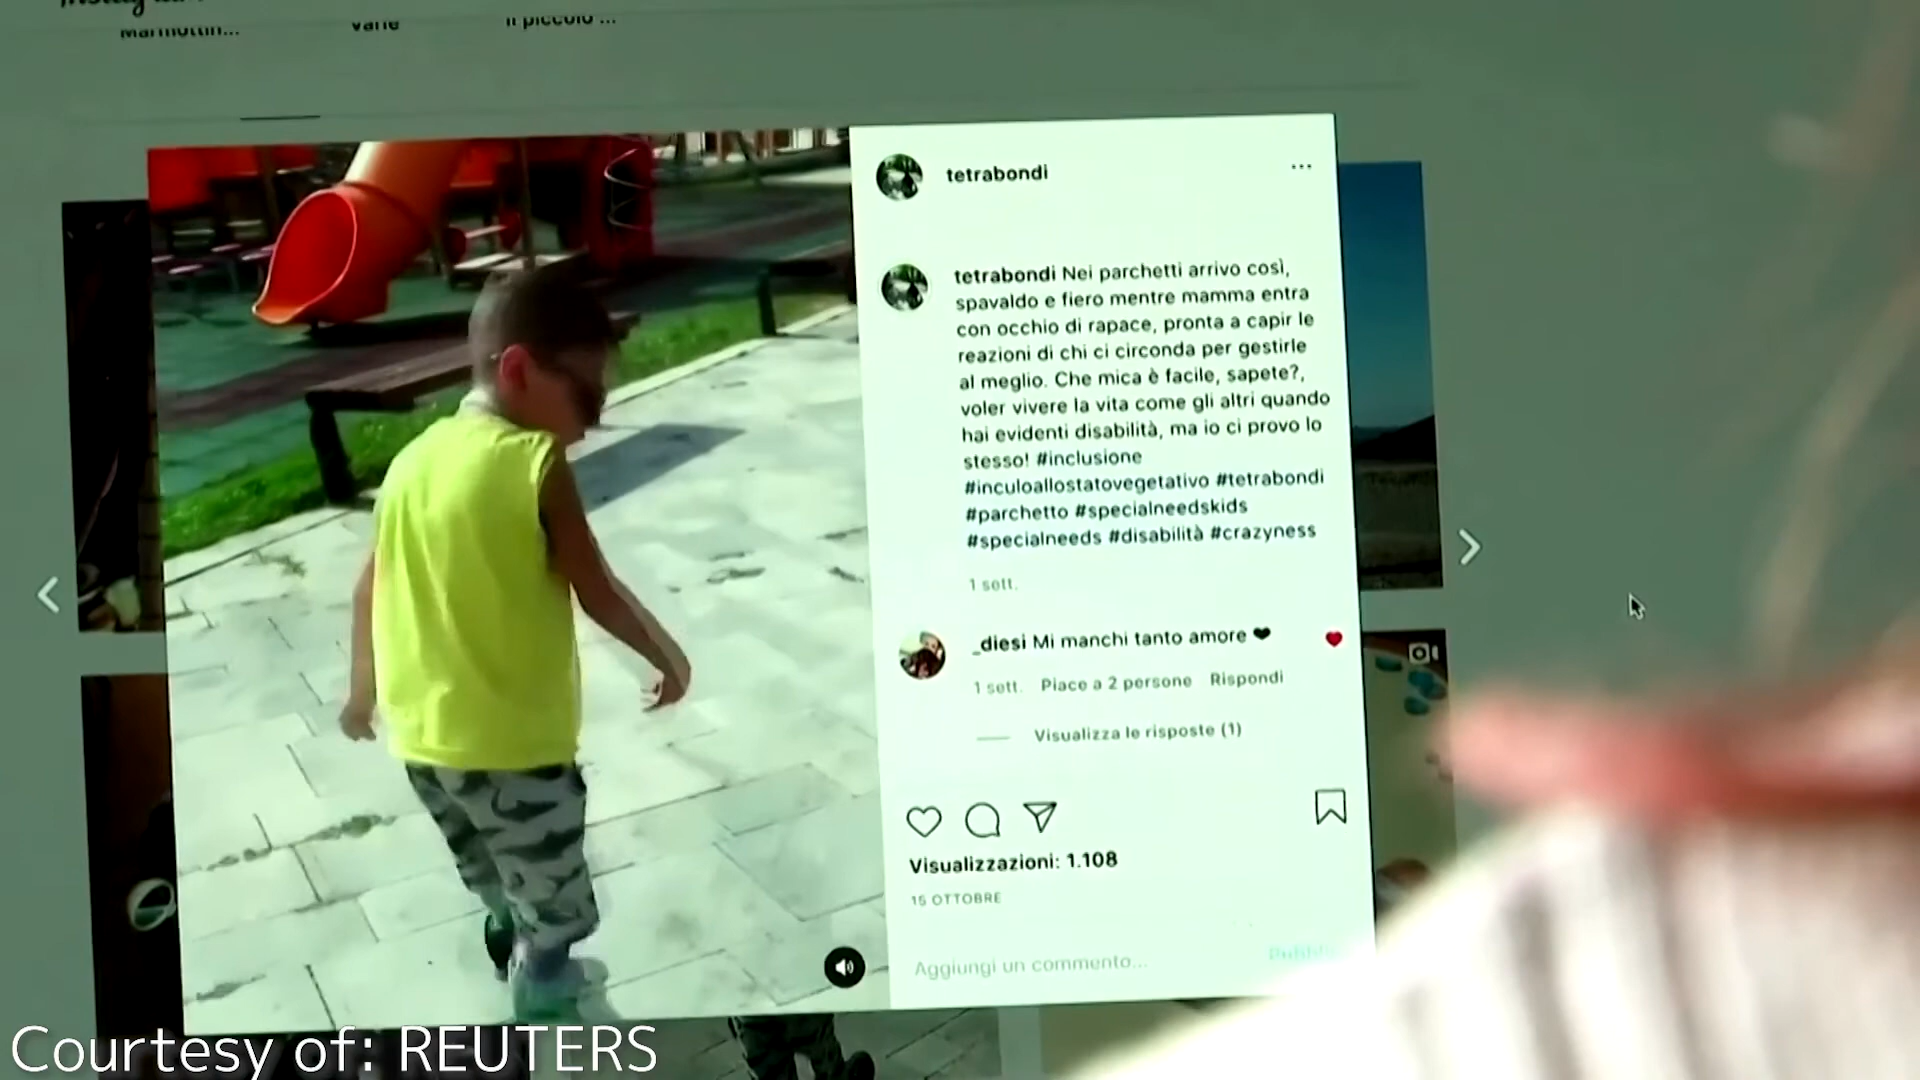 varie
Il piccolo ...
tetrabondi
tetrabondi Nei parchetti arrivo così,
spavaldo e fiero mentre mamma entra
con occhio di rapace, pronta a capir le
reazioni di chi ci circonda per gestirle
al meglio. Che mica è facile, sapete?,
voler vivere la vita come gli altri quando
hai evidenti disabilità, ma io ci provo lo
stesso! #inclusione
#inculoallostatovegetativo #tetrabondi
#parchetto #specialneedskids
#specialneeds #disabilità #crazyness
1 sett.
_diesi Mi manchi tanto amore ❤
1 sett. Piace a 2 persone Rispondi
Visualizza le risposte (1)
Visualizzazioni: 1.108
15 OTTOBRE
Aggiungi un commento...
Courtesy of: REUTERS